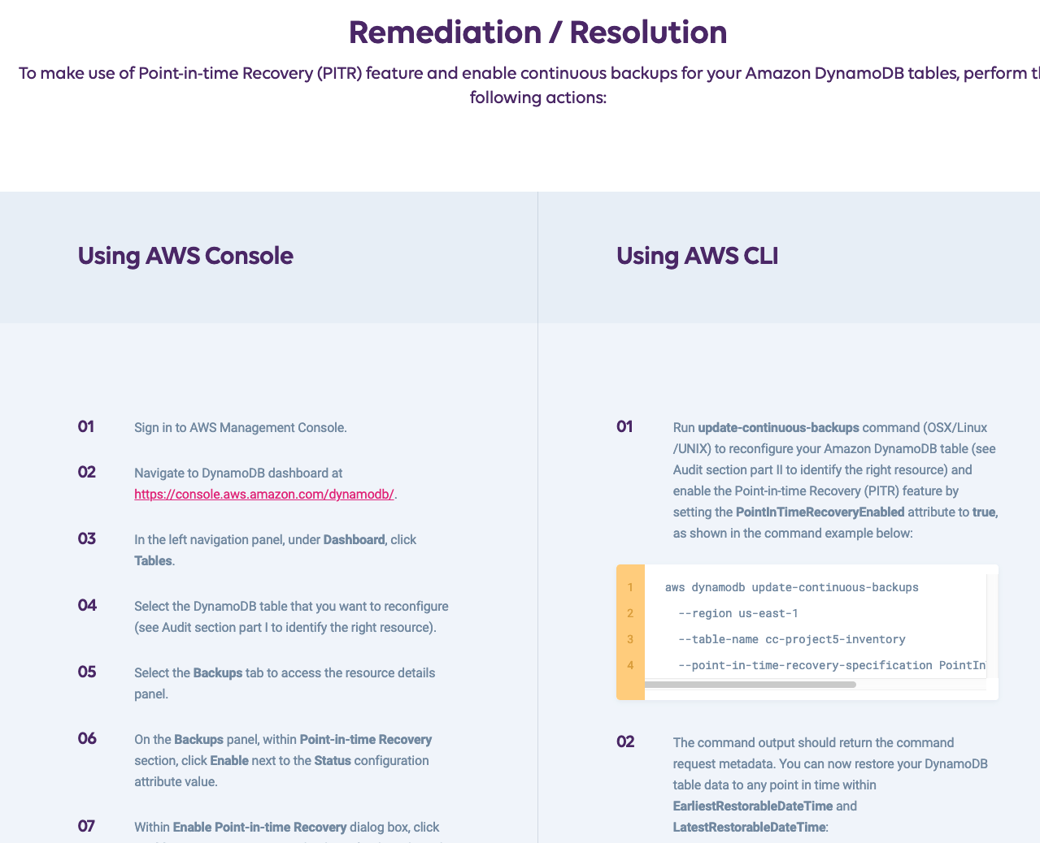 Remediation / Resolution
To make use of Point-in-time Recovery (PITR) feature and enable continuous backups for your Amazon DynamoDB tables, perform
following actions:
Using AWS Console
01 Sign in to AWS Management Console.
02 Navigate to DynamoDB dashboard at
https://console.aws.amazon.com/dynamodb/.
03 In the left navigation panel, under Dashboard, click
Tables.
04 Select the DynamoDB table that you want to reconfigure
(see Audit section part I to identify the right resource).
05 Select the Backups tab to access the resource details
panel.
06 On the Backups panel, within Point-in-time Recovery
section, click Enable next to the Status configuration
attribute value.
07 Within Enable Point-in-time Recovery dialog box, click
Using AWS CLI
01 Run update-continuous-backups command (OSX/Linux
/UNIX) to reconfigure your Amazon DynamoDB table (see
Audit section part II to identify the right resource) and
enable the Point-in-time Recovery (PITR) feature by
setting the PointInTimeRecoveryEnabled attribute to true,
as shown in the command example below:
1 aws dynamodb update-continuous-backups
2 --region us-east-1
3 --table-name cc-project5-inventory
4 --point-in-time-recovery-specification PointIn
02 The command output should return the command
request metadata. You can now restore your DynamoDB
table data to any point in time within
EarliestRestorableDateTime and
LatestRestorableDateTime: